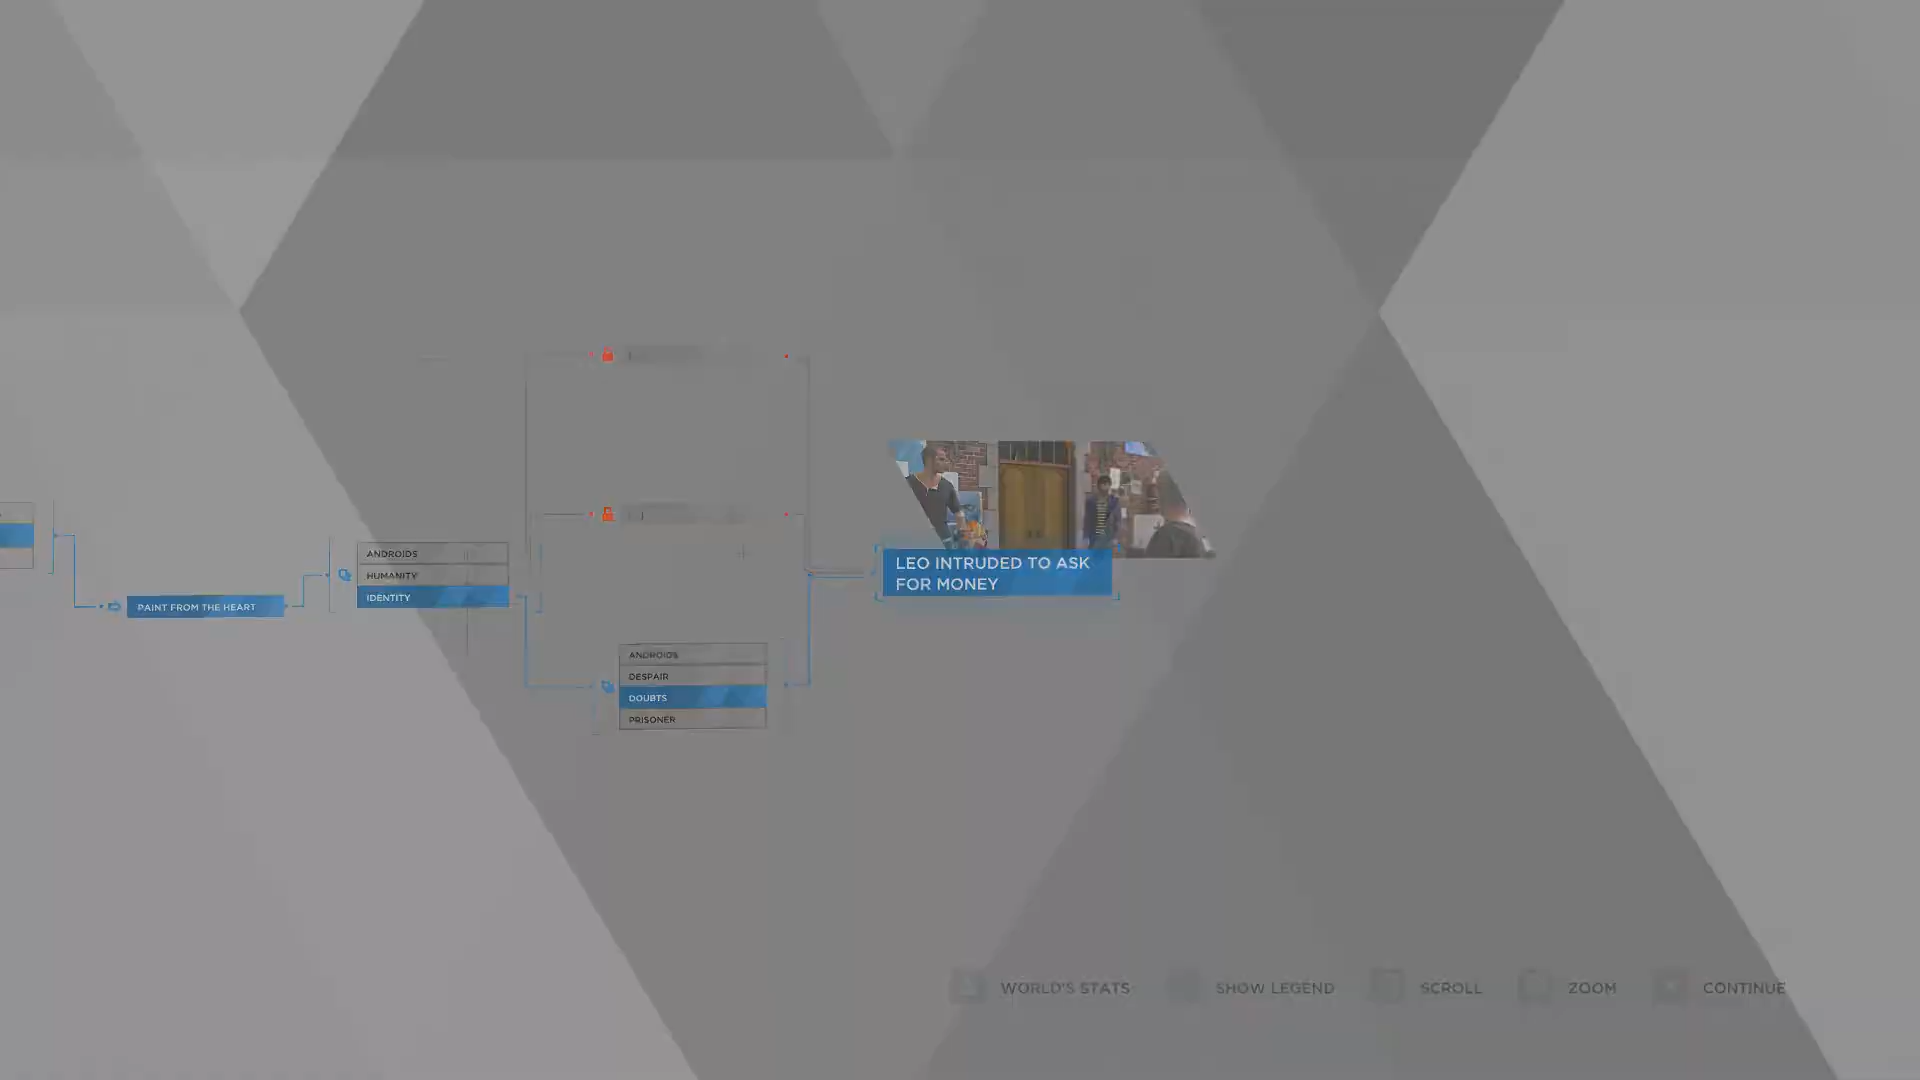 PAINT FROM THE HEART
ANDROIDS
HUMANITY
IDENTITY
ANDROIDS
DESPAIR
DOUBTS
PRISONER
LEO INTRUDED TO ASK
FOR MONEY
WORLD'S STATS
SHOW LEGEND
SCROLL
ZOOM
CONTINUE